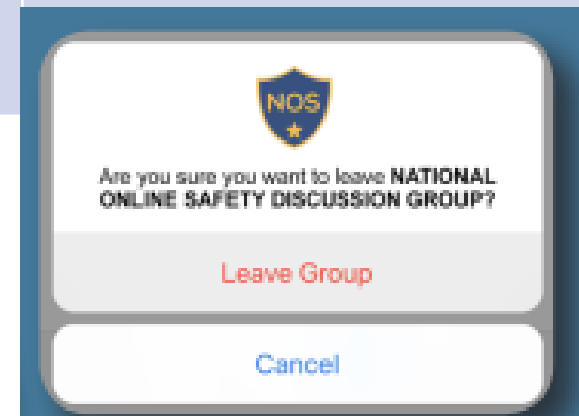 NOS
Are you sure you want to leave NATIONAL
ONLINE SAFETY DISCUSSION GROUP?
Leave Group
Cancel